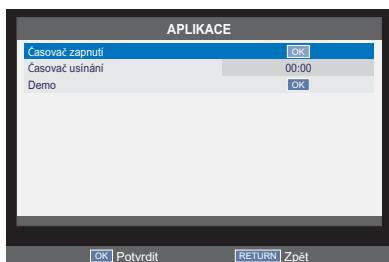 APLIKACE
Časovač zapnutí OK
Časovač usínání 00:00
Demo OK
OK Potvrdit RETURN Zpět